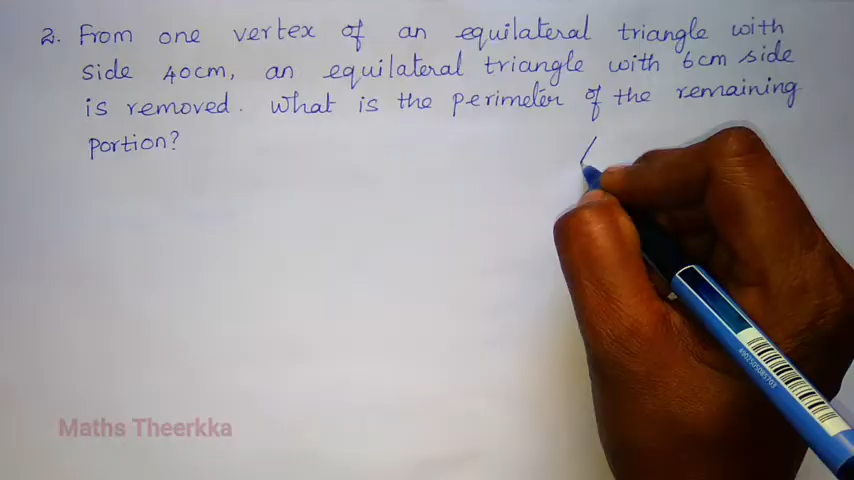 2. From one vertex of an equilateral triangle with
side 40cm, an equilateral triangle with 6cm side
is removed. What is the perimeter of the remaining
portion?
Maths Theerkka